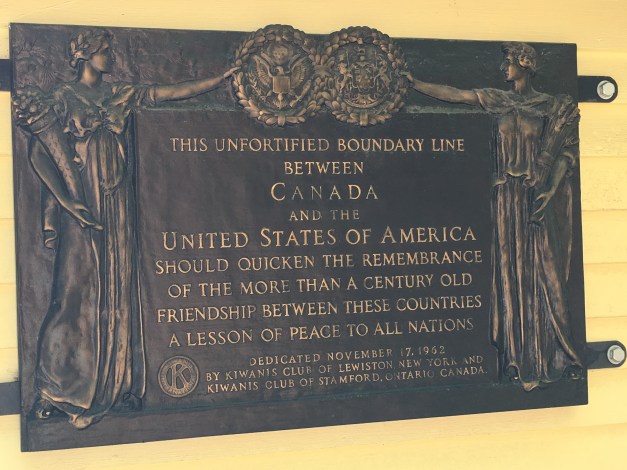 THIS UNFORTIFIED BOUNDARY LINE
BETWEEN
CANADA
AND THE
UNITED STATES OF AMERICA
SHOULD QUICKEN THE REMEMBRANCE
OF THE MORE THAN A CENTURY OLD
FRIENDSHIP BETWEEN THESE COUNTRIES
A LESSON OF PEACE TO ALL NATIONS
DEDICATED NOVEMBER 17, 1962
BY KIWANIS CLUB OF LEWISTON NEW YORK AND
KIWANIS CLUB OF STAMFORD, ONTARIO CANADA.
K